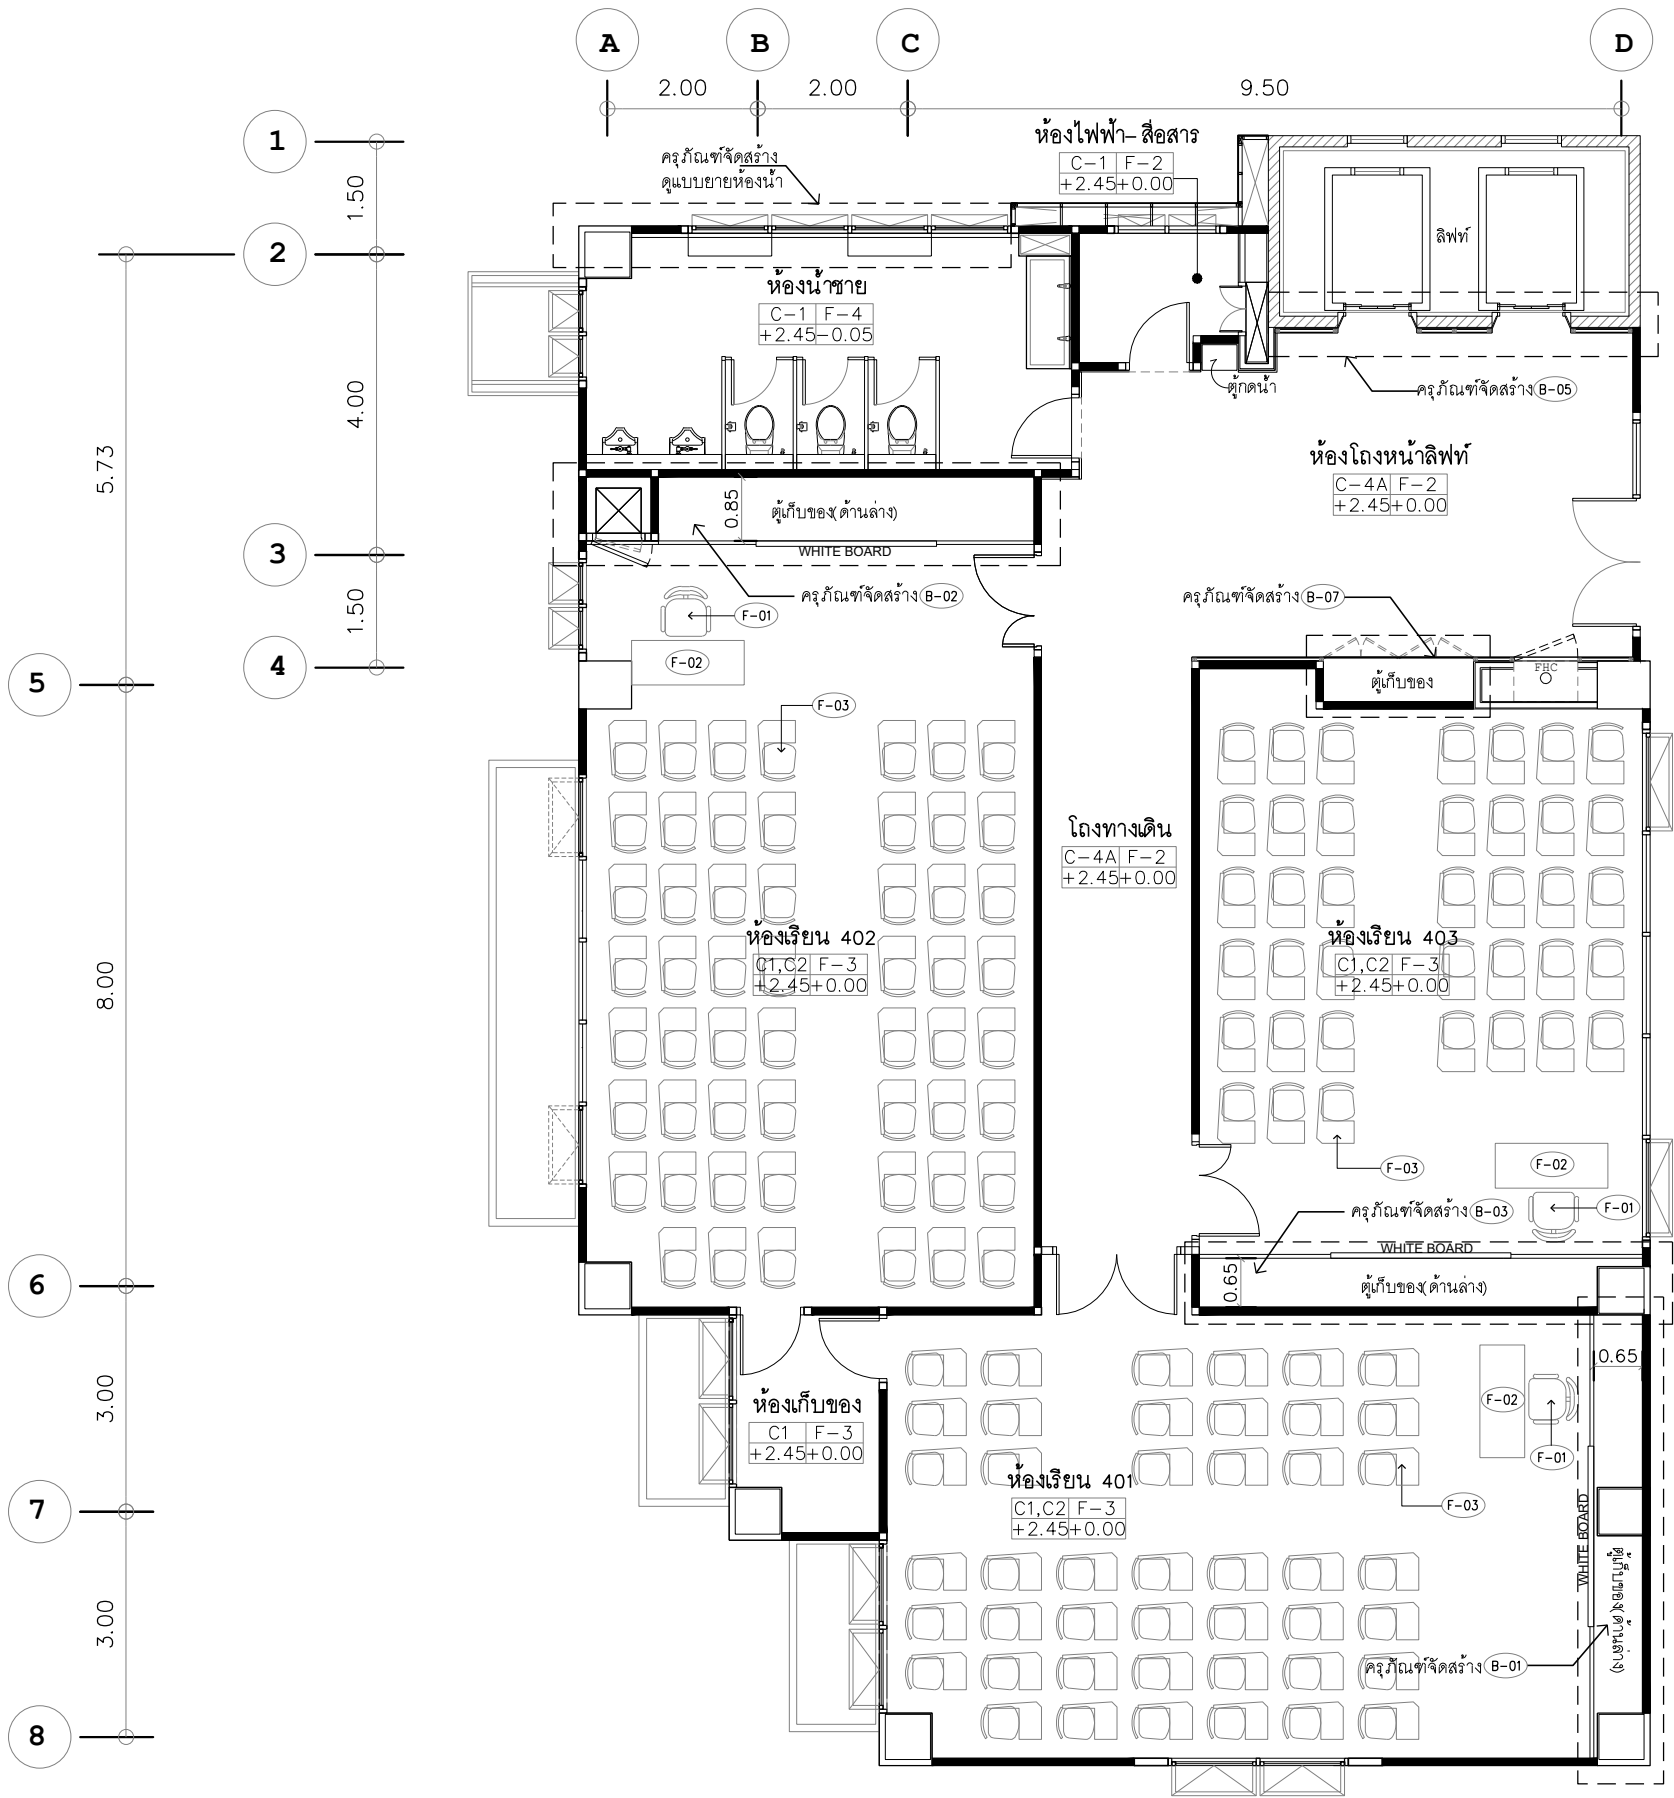 A
B
C
D
2.00
2.00
9.50
1
1.50
2
4.00
3
1.50
4
5.73
5
8.00
6
3.00
7
3.00
8
ครุภัณฑ์จัดสร้าง
ดูแบบขยายห้องน้ำ
ห้องไฟฟ้า-สื่อสาร
C-1 F-2
+2.45 +0.00
ลิฟท์
ห้องน้ำชาย
C-1 F-4
+2.45 -0.05
ตู้กดน้ำ
ครุภัณฑ์จัดสร้าง B-05
ห้องโถงหน้าลิฟท์
C-4A F-2
+2.45 +0.00
0.85
ตู้เก็บของ(ด้านล่าง)
WHITE BOARD
ครุภัณฑ์จัดสร้าง B-02
ครุภัณฑ์จัดสร้าง B-07
F-01
F-02
F-03
ตู้เก็บของ
FHC
โถงทางเดิน
C-4A F-2
+2.45 +0.00
ห้องเรียน 402
C1,C2 F-3
+2.45 +0.00
ห้องเรียน 403
C1,C2 F-3
+2.45 +0.00
F-03
F-02
F-01
ครุภัณฑ์จัดสร้าง B-03
WHITE BOARD
0.65
ตู้เก็บของ(ด้านล่าง)
0.65
F-02
F-01
ห้องเก็บของ
C1 F-3
+2.45 +0.00
ห้องเรียน 401
C1,C2 F-3
+2.45 +0.00
F-03
WHITE BOARD
ตู้เก็บของ(ด้านล่าง)
ครุภัณฑ์จัดสร้าง B-01